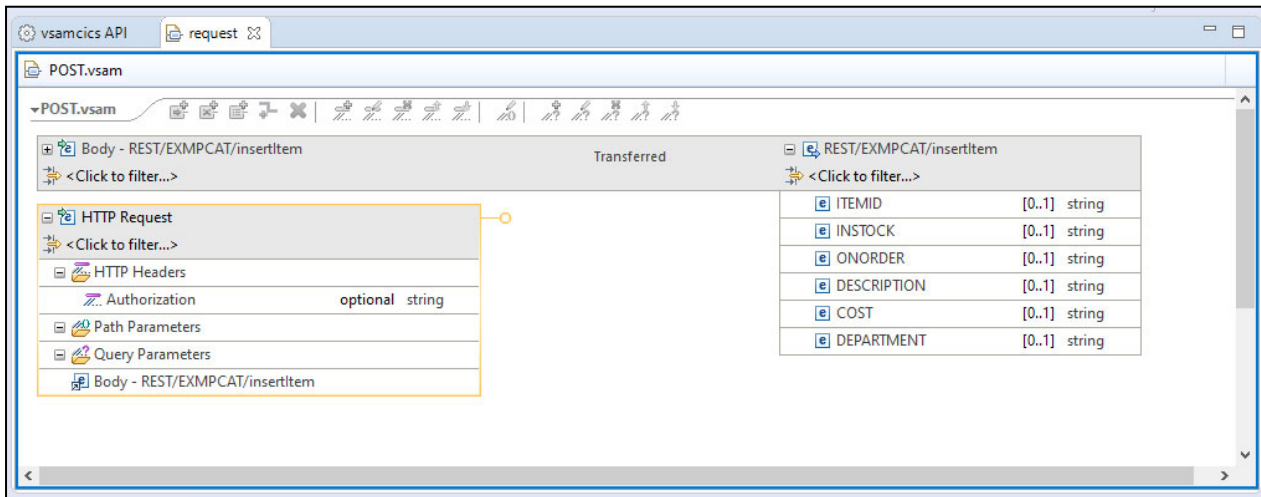 vsamcics API
request
POST.vsam
POST.vsam
Body - REST/EXMPCAT/insertItem
<Click to filter...>
Transferred
REST/EXMPCAT/insertItem
<Click to filter...>
HTTP Request
<Click to filter...>
HTTP Headers
Authorization optional string
Path Parameters
Query Parameters
Body - REST/EXMPCAT/insertItem
ITEMID [0..1] string
INSTOCK [0..1] string
ONORDER [0..1] string
DESCRIPTION [0..1] string
COST [0..1] string
DEPARTMENT [0..1] string